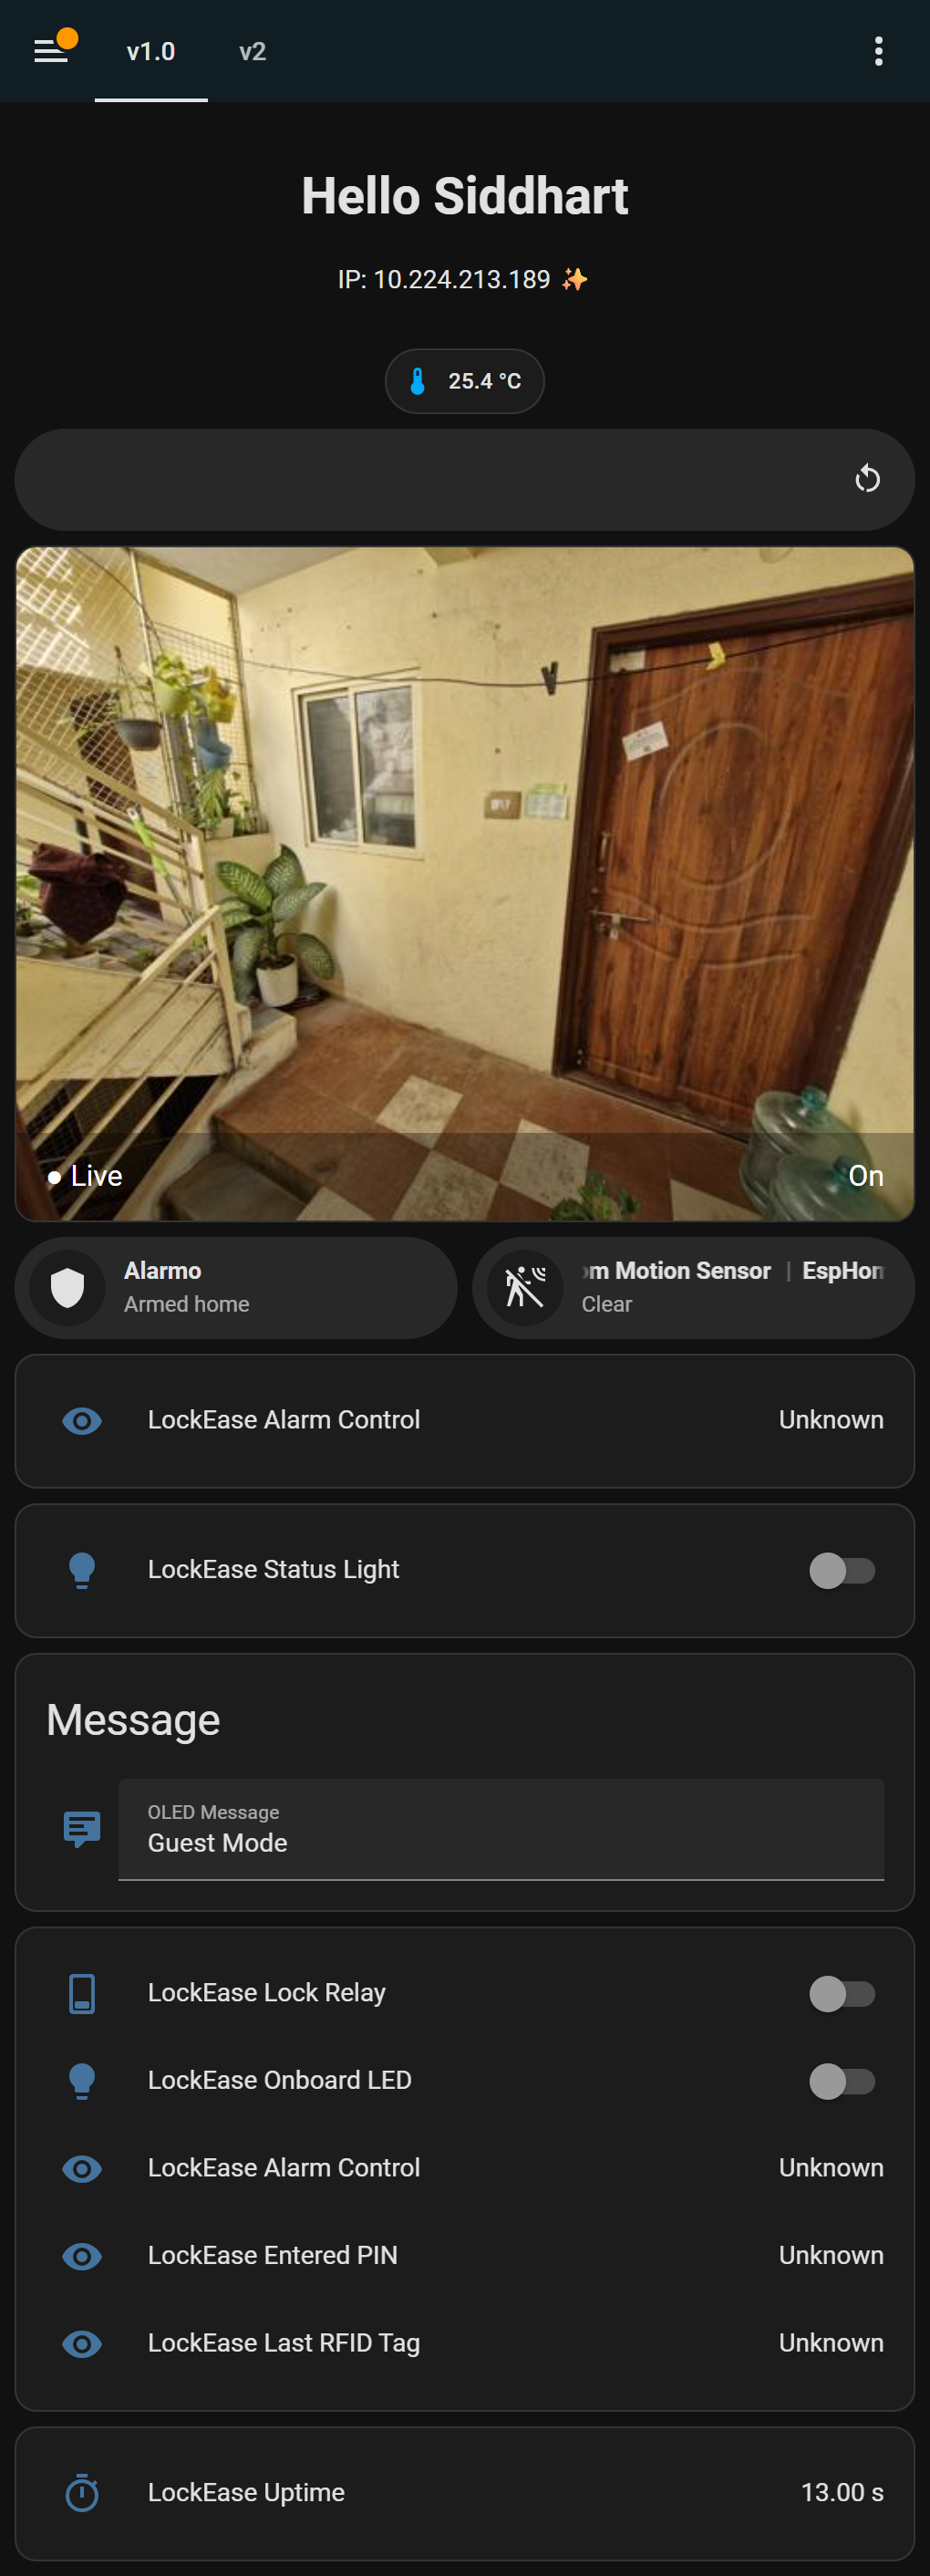 v1.0 v2
Hello Siddhart
IP: 10.224.213.189 ✨
25.4 °C
● Live On
Alarmo
Armed home
om Motion Sensor | EspHom
Clear
LockEase Alarm Control Unknown
LockEase Status Light
Message
OLED Message
Guest Mode
LockEase Lock Relay
LockEase Onboard LED
LockEase Alarm Control Unknown
LockEase Entered PIN Unknown
LockEase Last RFID Tag Unknown
LockEase Uptime 13.00 s